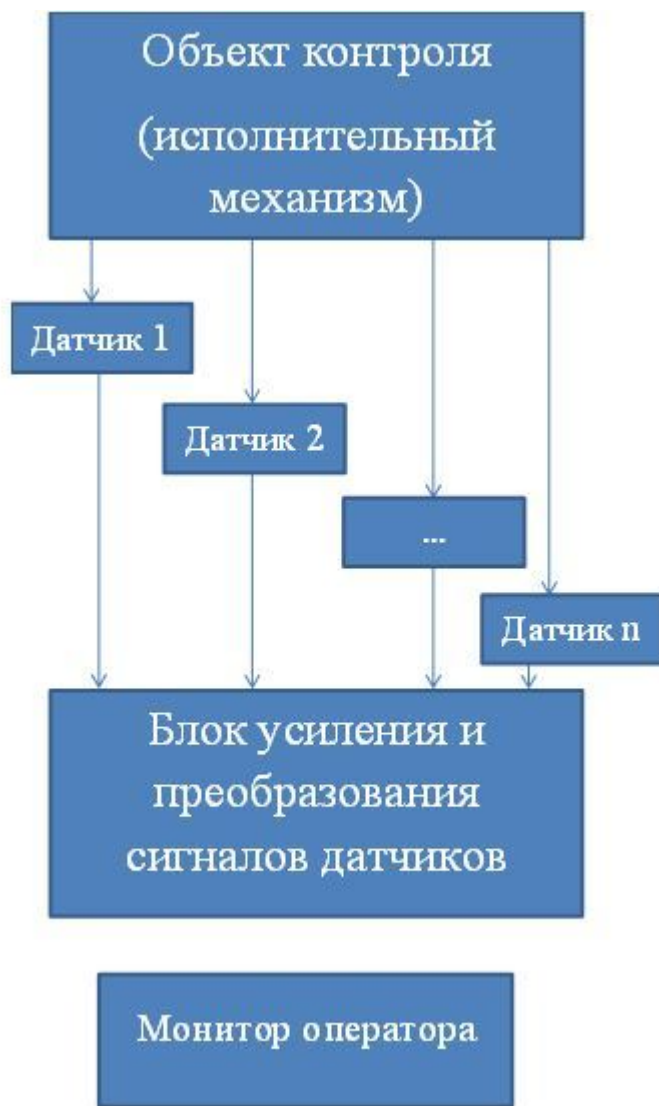 Объект контроля
(исполнительный
механизм)
Датчик 1
Датчик 2
...
Датчик n
Блок усиления и
преобразования
сигналов датчиков
Монитор оператора